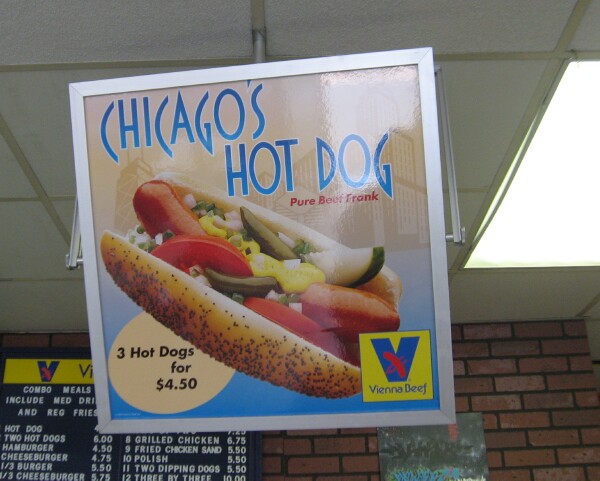 CHICAGO'S
HOT DOG
Pure Beef Frank
3 Hot Dogs
for
$4.50
Vienna Beef
COMBO MEALS
INCLUDE MED
AND REG FRIES
HOT DOG
TWO HOT DOGS 6.00
HAMBURGER 4.50
CHEESEBURGER 4.75
1/3 BURGER 5.50
1/3 CHEESEBURGER 5.75
8 GRILLED CHICKEN 6.75
9 FRIED CHICKEN SAND 5.50
10 POLISH 5.50
11 TWO DIPPING DOGS 5.50
12 THREE BY THREE 10.00